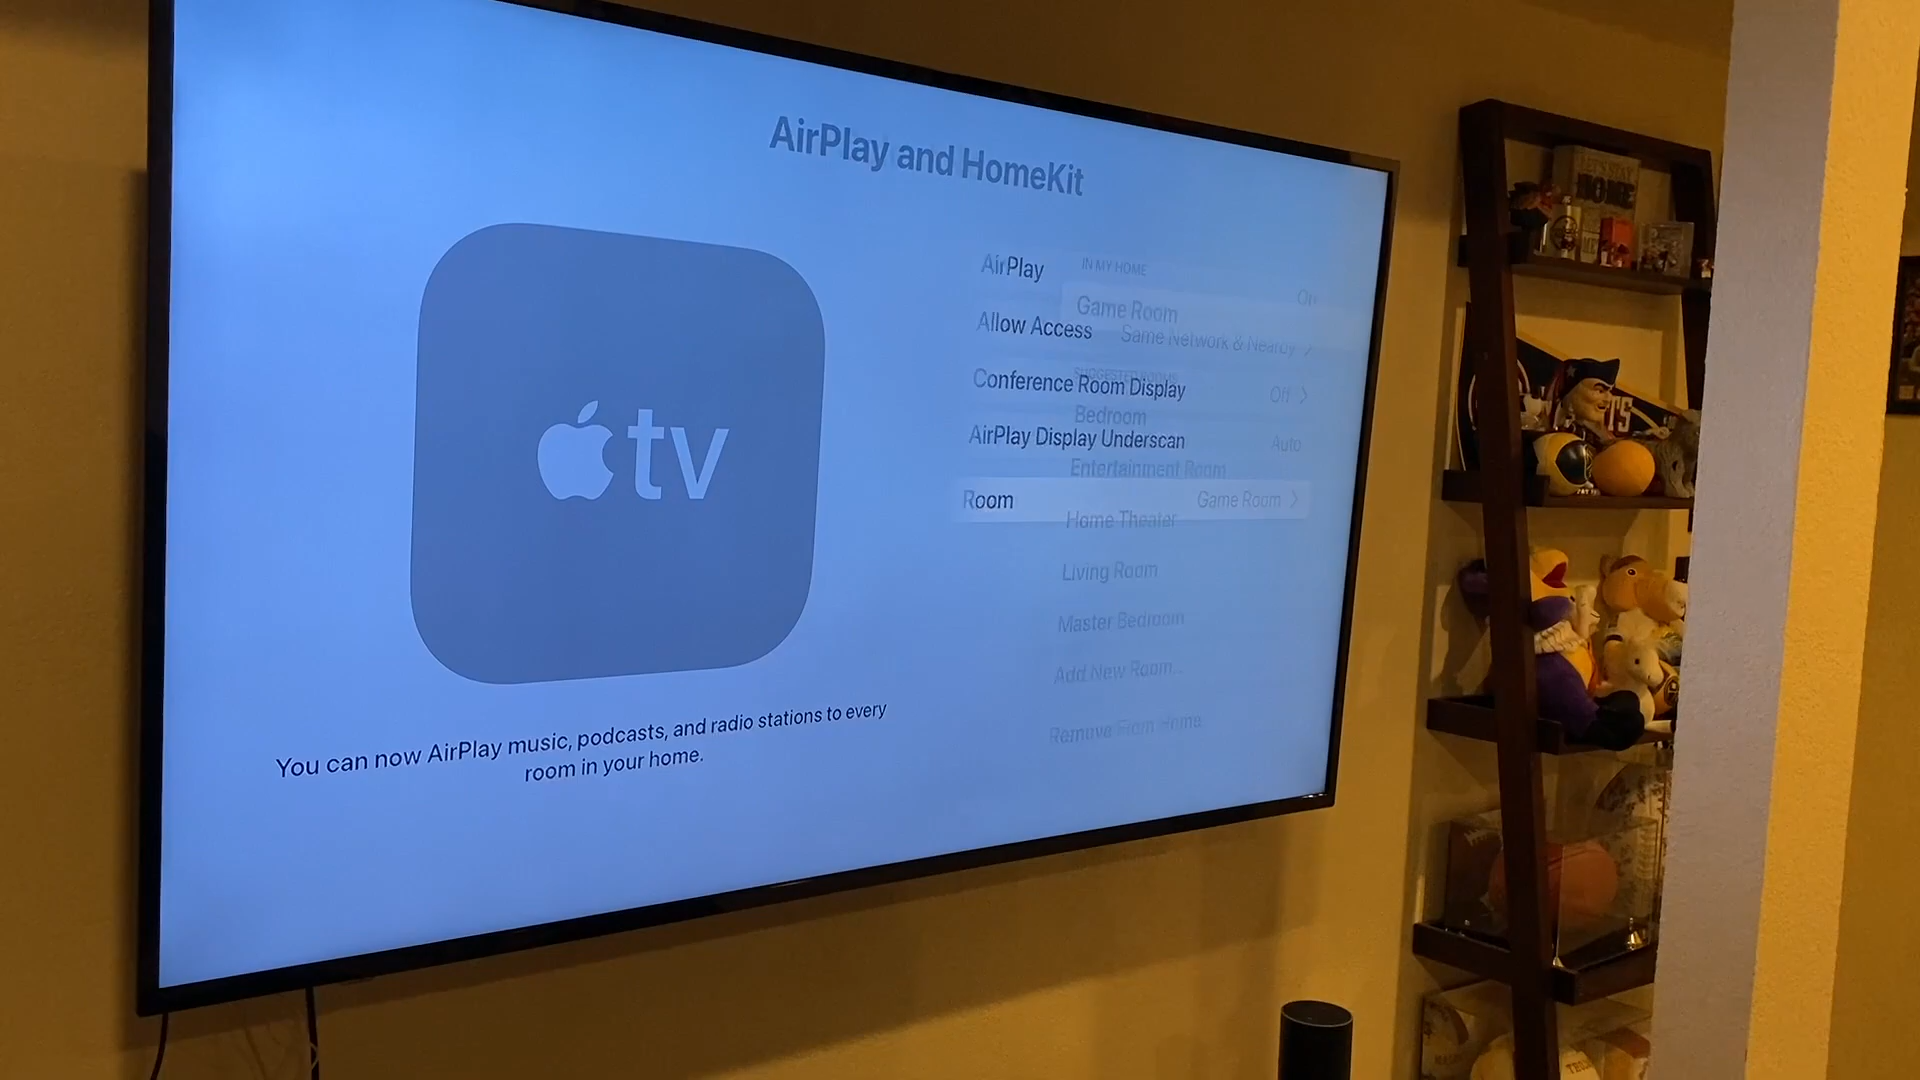 AirPlay and HomeKit
AirPlay
On
Allow Access
Same Network & Nearby
Conference Room Display
Off
AirPlay Display Underscan
Auto
Room
Game Room
IN MY HOME
Game Room
SUGGESTED ROOMS
Bedroom
Entertainment Room
Home Theater
Living Room
Master Bedroom
Add New Room...
Remove From Home
tv
You can now AirPlay music, podcasts, and radio stations to every
room in your home.
HOME